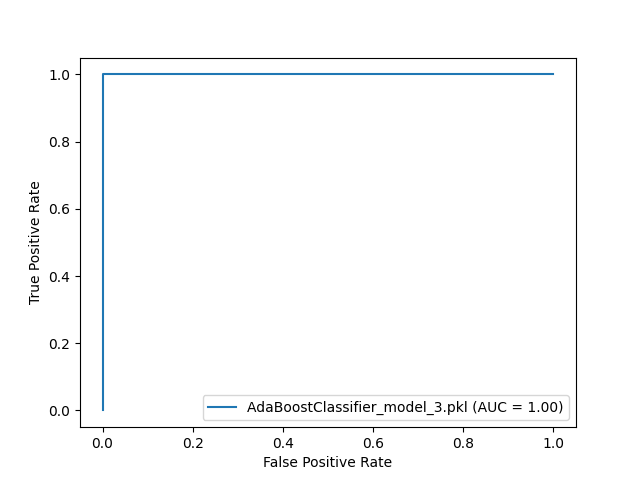 1.0
0.8
0.6
0.4
0.2
0.0
True Positive Rate
AdaBoostClassifier_model_3.pkl (AUC = 1.00)
0.0 0.2 0.4 0.6 0.8 1.0
False Positive Rate